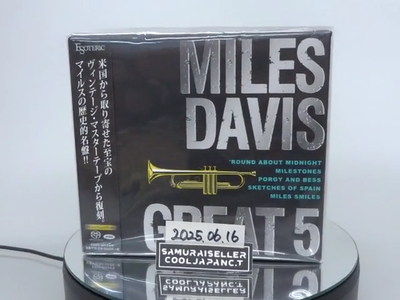 ESOTERIC
米国から取り寄せた至宝の
ヴィンテージ・マスターテープから復刻、
マイルスの歴史的名盤!!
MILES
DAVIS
'ROUND ABOUT MIDNIGHT
MILESTONES
PORGY AND BESS
SKETCHES OF SPAIN
MILES SMILES
GREAT 5
2025.06.16
SAMURAISELLER
COOLJAPAN.T